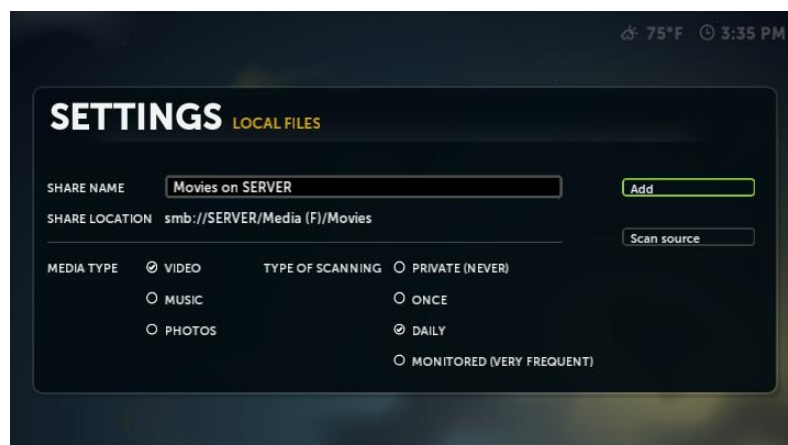 75°F 3:35 PM
SETTINGS LOCAL FILES
SHARE NAME Movies on SERVER Add
SHARE LOCATION smb://SERVER/Media (F)/Movies
Scan source
MEDIA TYPE VIDEO TYPE OF SCANNING PRIVATE (NEVER)
MUSIC ONCE
PHOTOS DAILY
MONITORED (VERY FREQUENT)